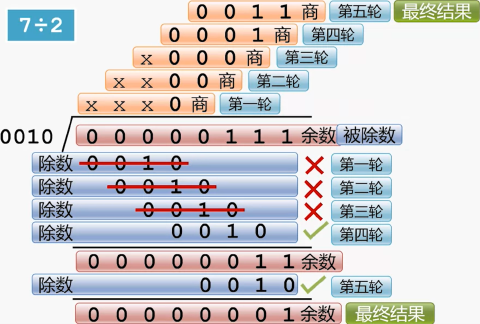 0 0 1 1 商 第五轮 最终结果
7÷2
0 0 0 1 商 第四轮
x 0 0 0 商 第三轮
x x 0 0 商 第二轮
x x x 0 商 第一轮
0010 0 0 0 0 0 1 1 1 余数 被除数
除数 0 0 1 0 第一轮
除数 0 0 1 0 第二轮
除数 0 0 1 0 第三轮
除数 0 0 1 0 第四轮
0 0 0 0 0 0 1 1 余数
除数 0 0 1 0 第五轮
0 0 0 0 0 0 0 1 余数 最终结果